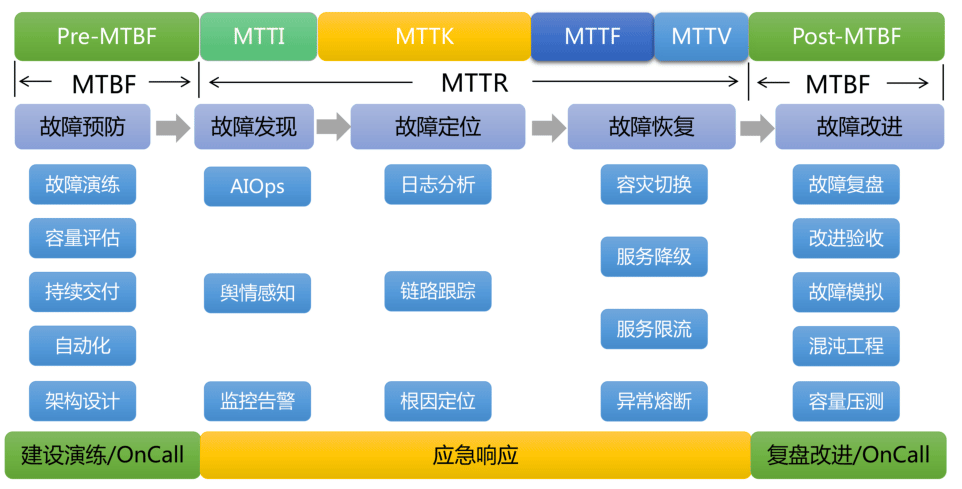 Pre-MTBF MTTI MTTK MTTF MTTV Post-MTBF
MTBF MTTR MTBF
故障预防 故障发现 故障定位 故障恢复 故障改进
故障演练 AIOps 日志分析 容灾切换 故障复盘
容量评估 服务降级 改进验收
持续交付 舆情感知 链路跟踪 故障模拟
自动化 服务限流 混沌工程
架构设计 监控告警 根因定位 异常熔断 容量压测
建设演练/OnCall 应急响应 复盘改进/OnCall